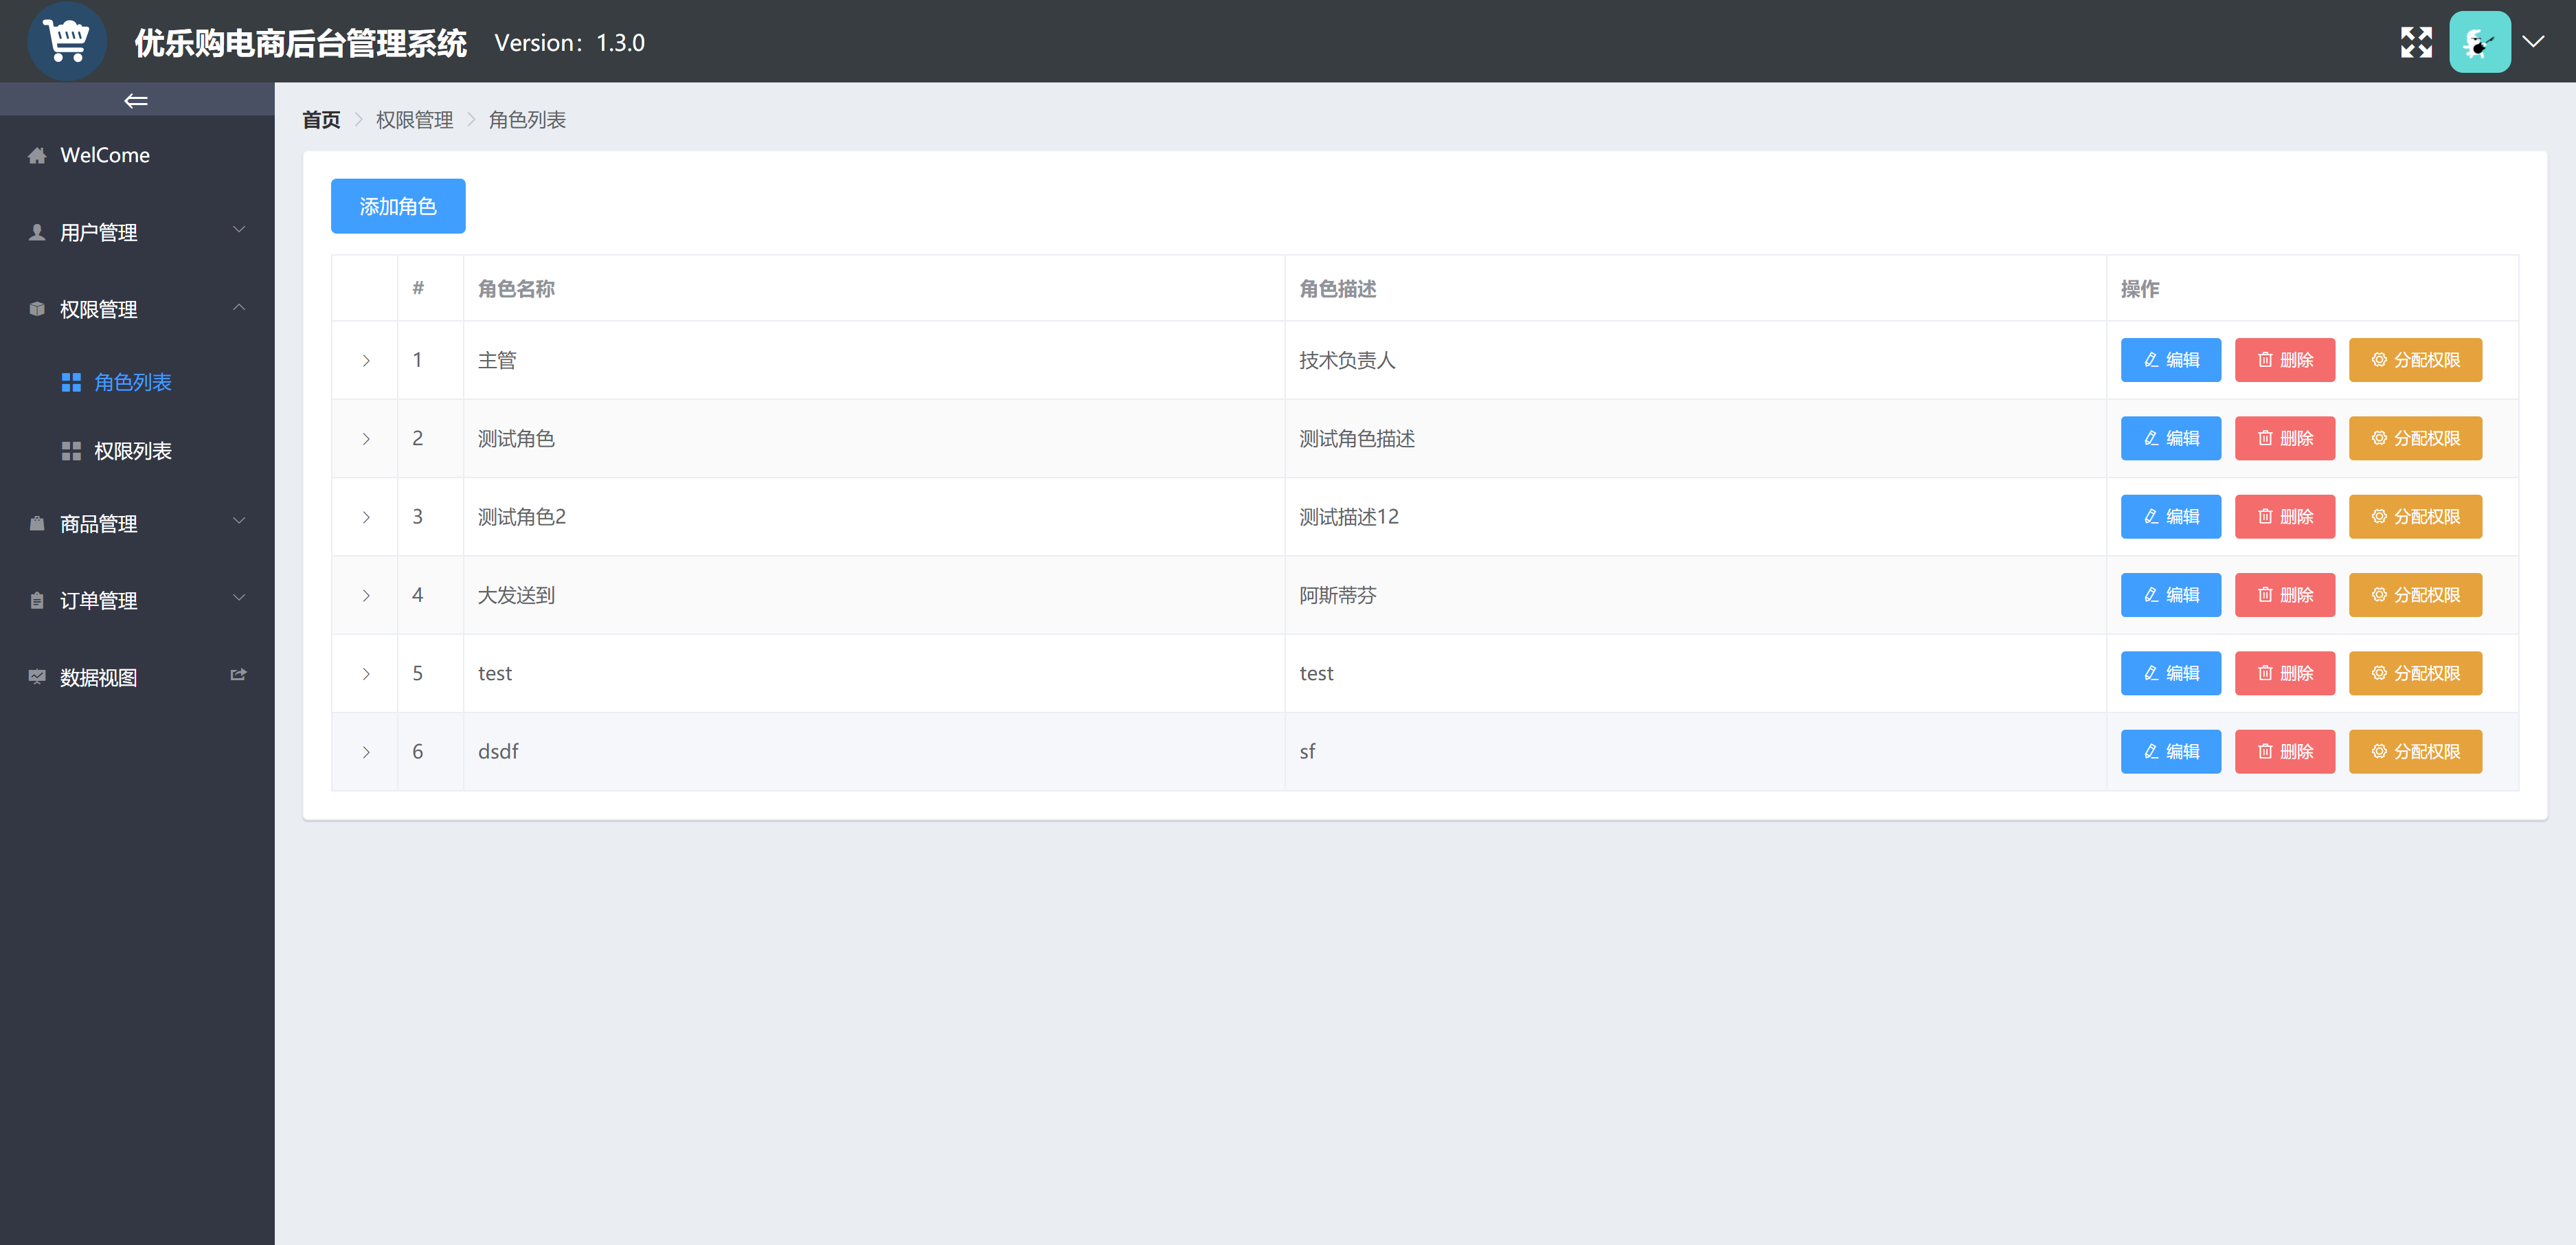 优乐购电商后台管理系统 Version：1.3.0
WelCome
用户管理
权限管理
角色列表
权限列表
商品管理
订单管理
数据视图
首页 > 权限管理 > 角色列表
添加角色
# 角色名称 角色描述 操作
1 主管 技术负责人 编辑 删除 分配权限
2 测试角色 测试角色描述 编辑 删除 分配权限
3 测试角色2 测试描述12 编辑 删除 分配权限
4 大发送到 阿斯蒂芬 编辑 删除 分配权限
5 test test 编辑 删除 分配权限
6 dsdf sf 编辑 删除 分配权限